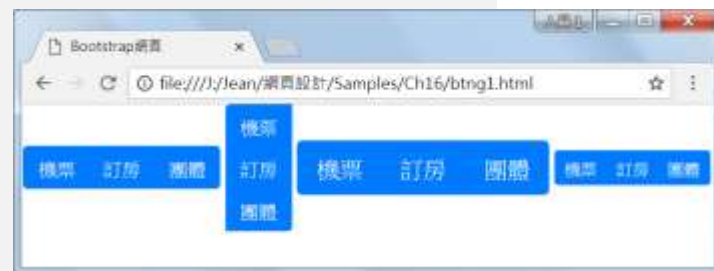 Bootstrap網頁
file:///J:/Jean/網頁設計/Samples/Ch16/btng1.html
機票 訂房 團體
機票
訂房
團體
機票 訂房 團體
機票 訂房 團體